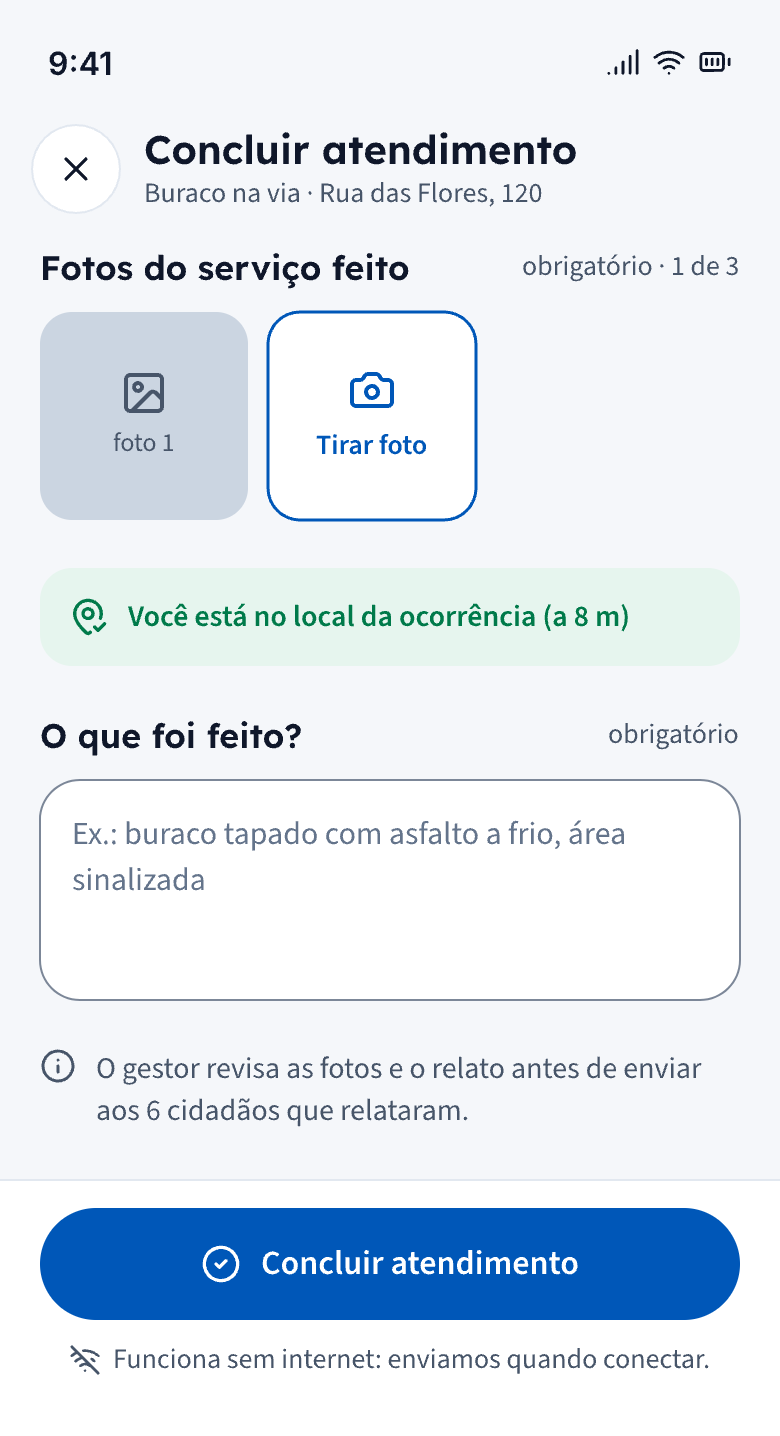 9:41
Concluir atendimento
Buraco na via · Rua das Flores, 120
Fotos do serviço feito
obrigatório · 1 de 3
foto 1
Tirar foto
Você está no local da ocorrência (a 8 m)
O que foi feito?
obrigatório
Ex.: buraco tapado com asfalto a frio, área
sinalizada
O gestor revisa as fotos e o relato antes de enviar
aos 6 cidadãos que relataram.
Concluir atendimento
Funciona sem internet: enviamos quando conectar.